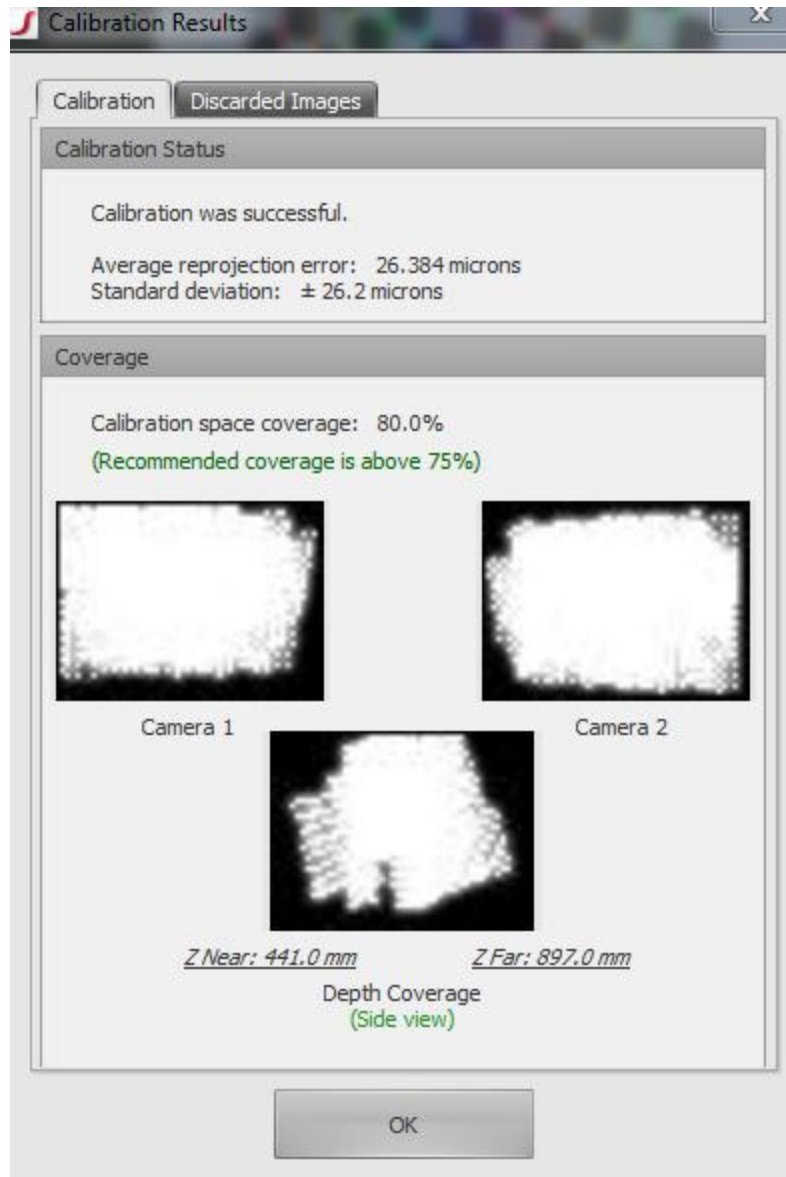 Calibration Results
Calibration
Discarded Images
Calibration Status
Calibration was successful.
Average reprojection error: 26.384 microns
Standard deviation: ± 26.2 microns
Coverage
Calibration space coverage: 80.0%
(Recommended coverage is above 75%)
Camera 1
Camera 2
Z Near: 441.0 mm
Z Far: 897.0 mm
Depth Coverage
(Side view)
OK